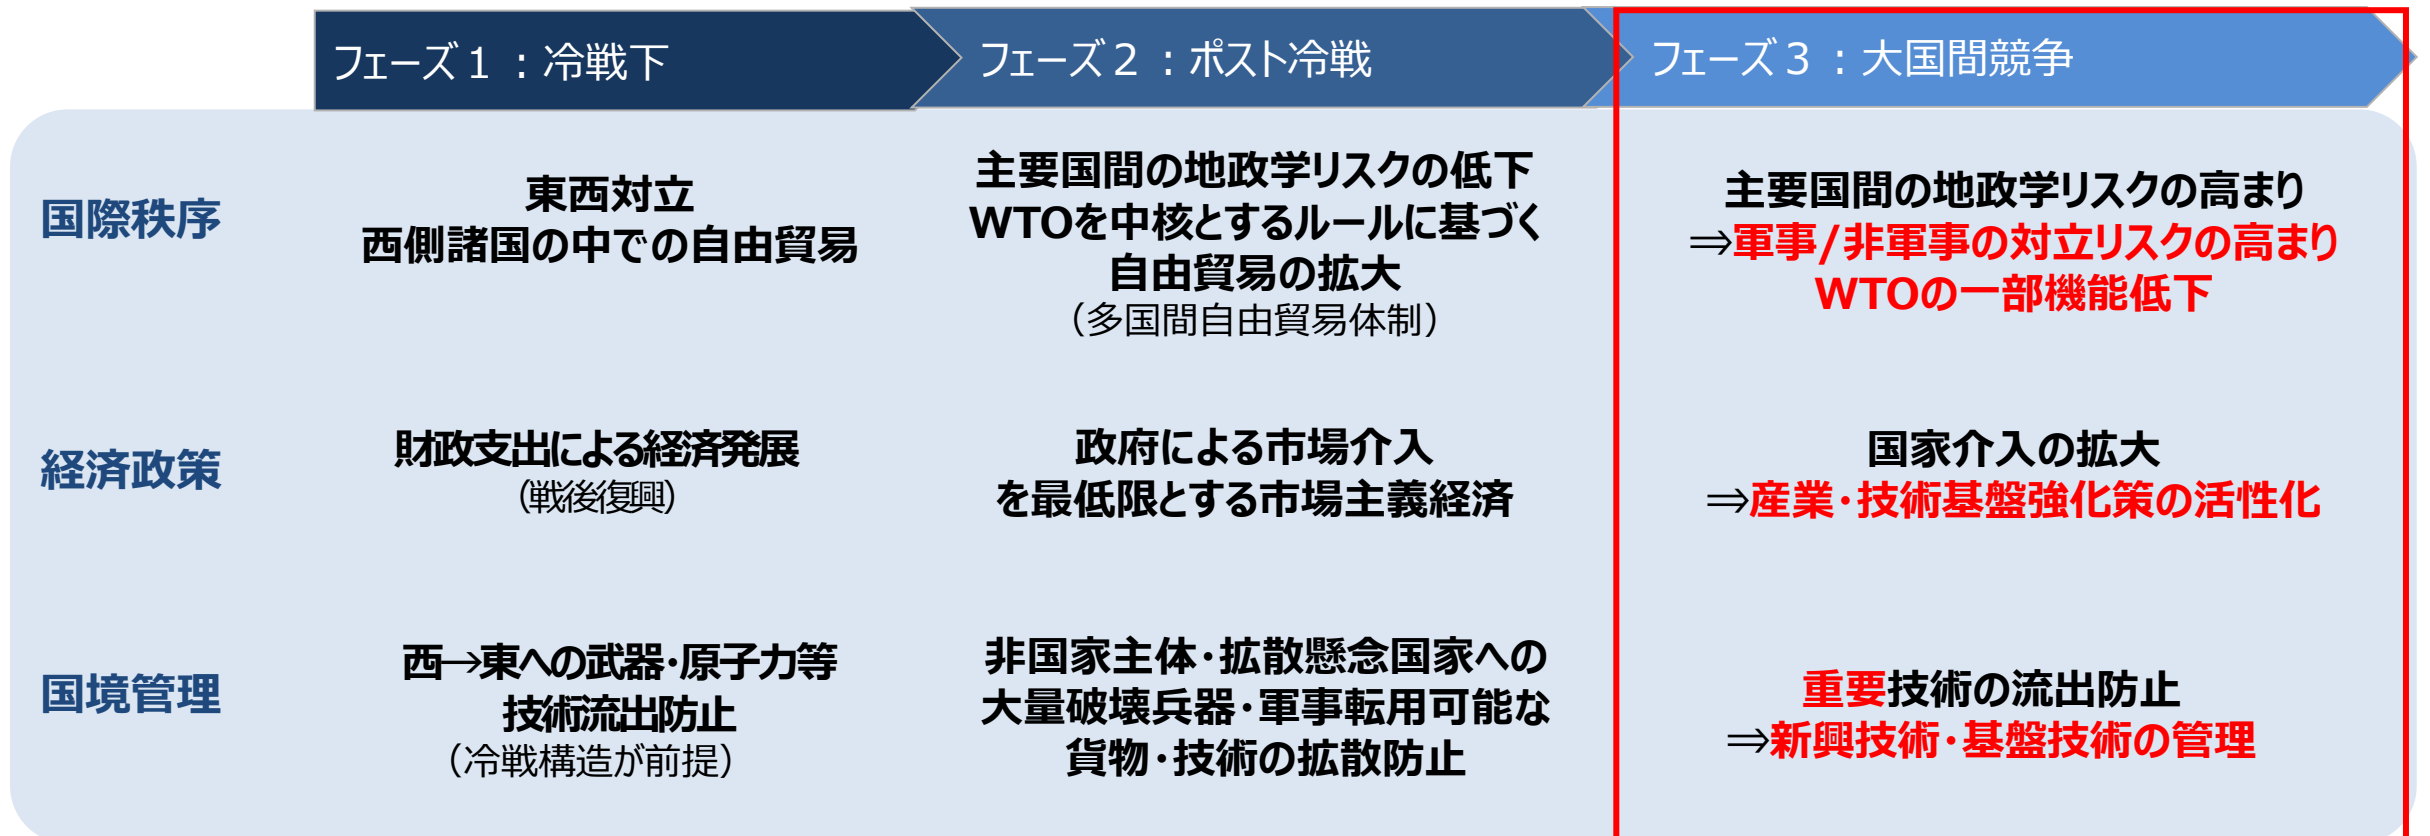 フェーズ1：冷戦下
フェーズ2：ポスト冷戦
フェーズ3：大国間競争
国際秩序
東西対立
西側諸国の中での自由貿易
主要国間の地政学リスクの低下
WTOを中核とするルールに基づく
自由貿易の拡大
（多国間自由貿易体制）
主要国間の地政学リスクの高まり
⇒軍事/非軍事の対立リスクの高まり
WTOの一部機能低下
経済政策
財政支出による経済発展
（戦後復興）
政府による市場介入
を最低限とする市場主義経済
国家介入の拡大
⇒産業・技術基盤強化策の活性化
国境管理
西→東への武器・原子力等
技術流出防止
（冷戦構造が前提）
非国家主体・拡散懸念国家への
大量破壊兵器・軍事転用可能な
貨物・技術の拡散防止
重要技術の流出防止
⇒新興技術・基盤技術の管理